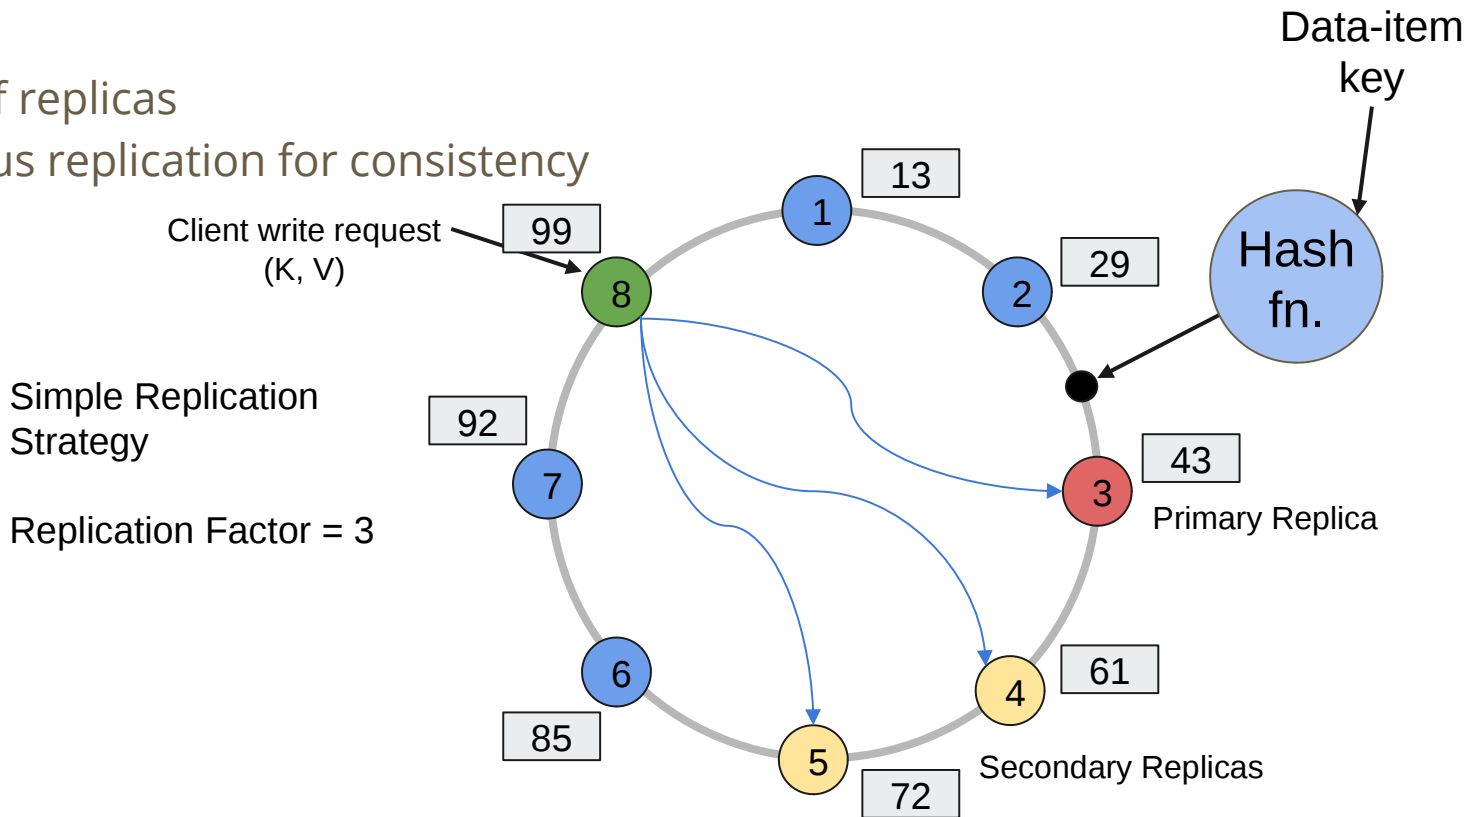 f replicas
us replication for consistency
Data-item
key
Hash
fn.
Client write request
(K, V)
99
8
1
13
2
29
Simple Replication
Strategy
92
7
3
43
Primary Replica
Replication Factor = 3
6
85
4
61
5
72
Secondary Replicas